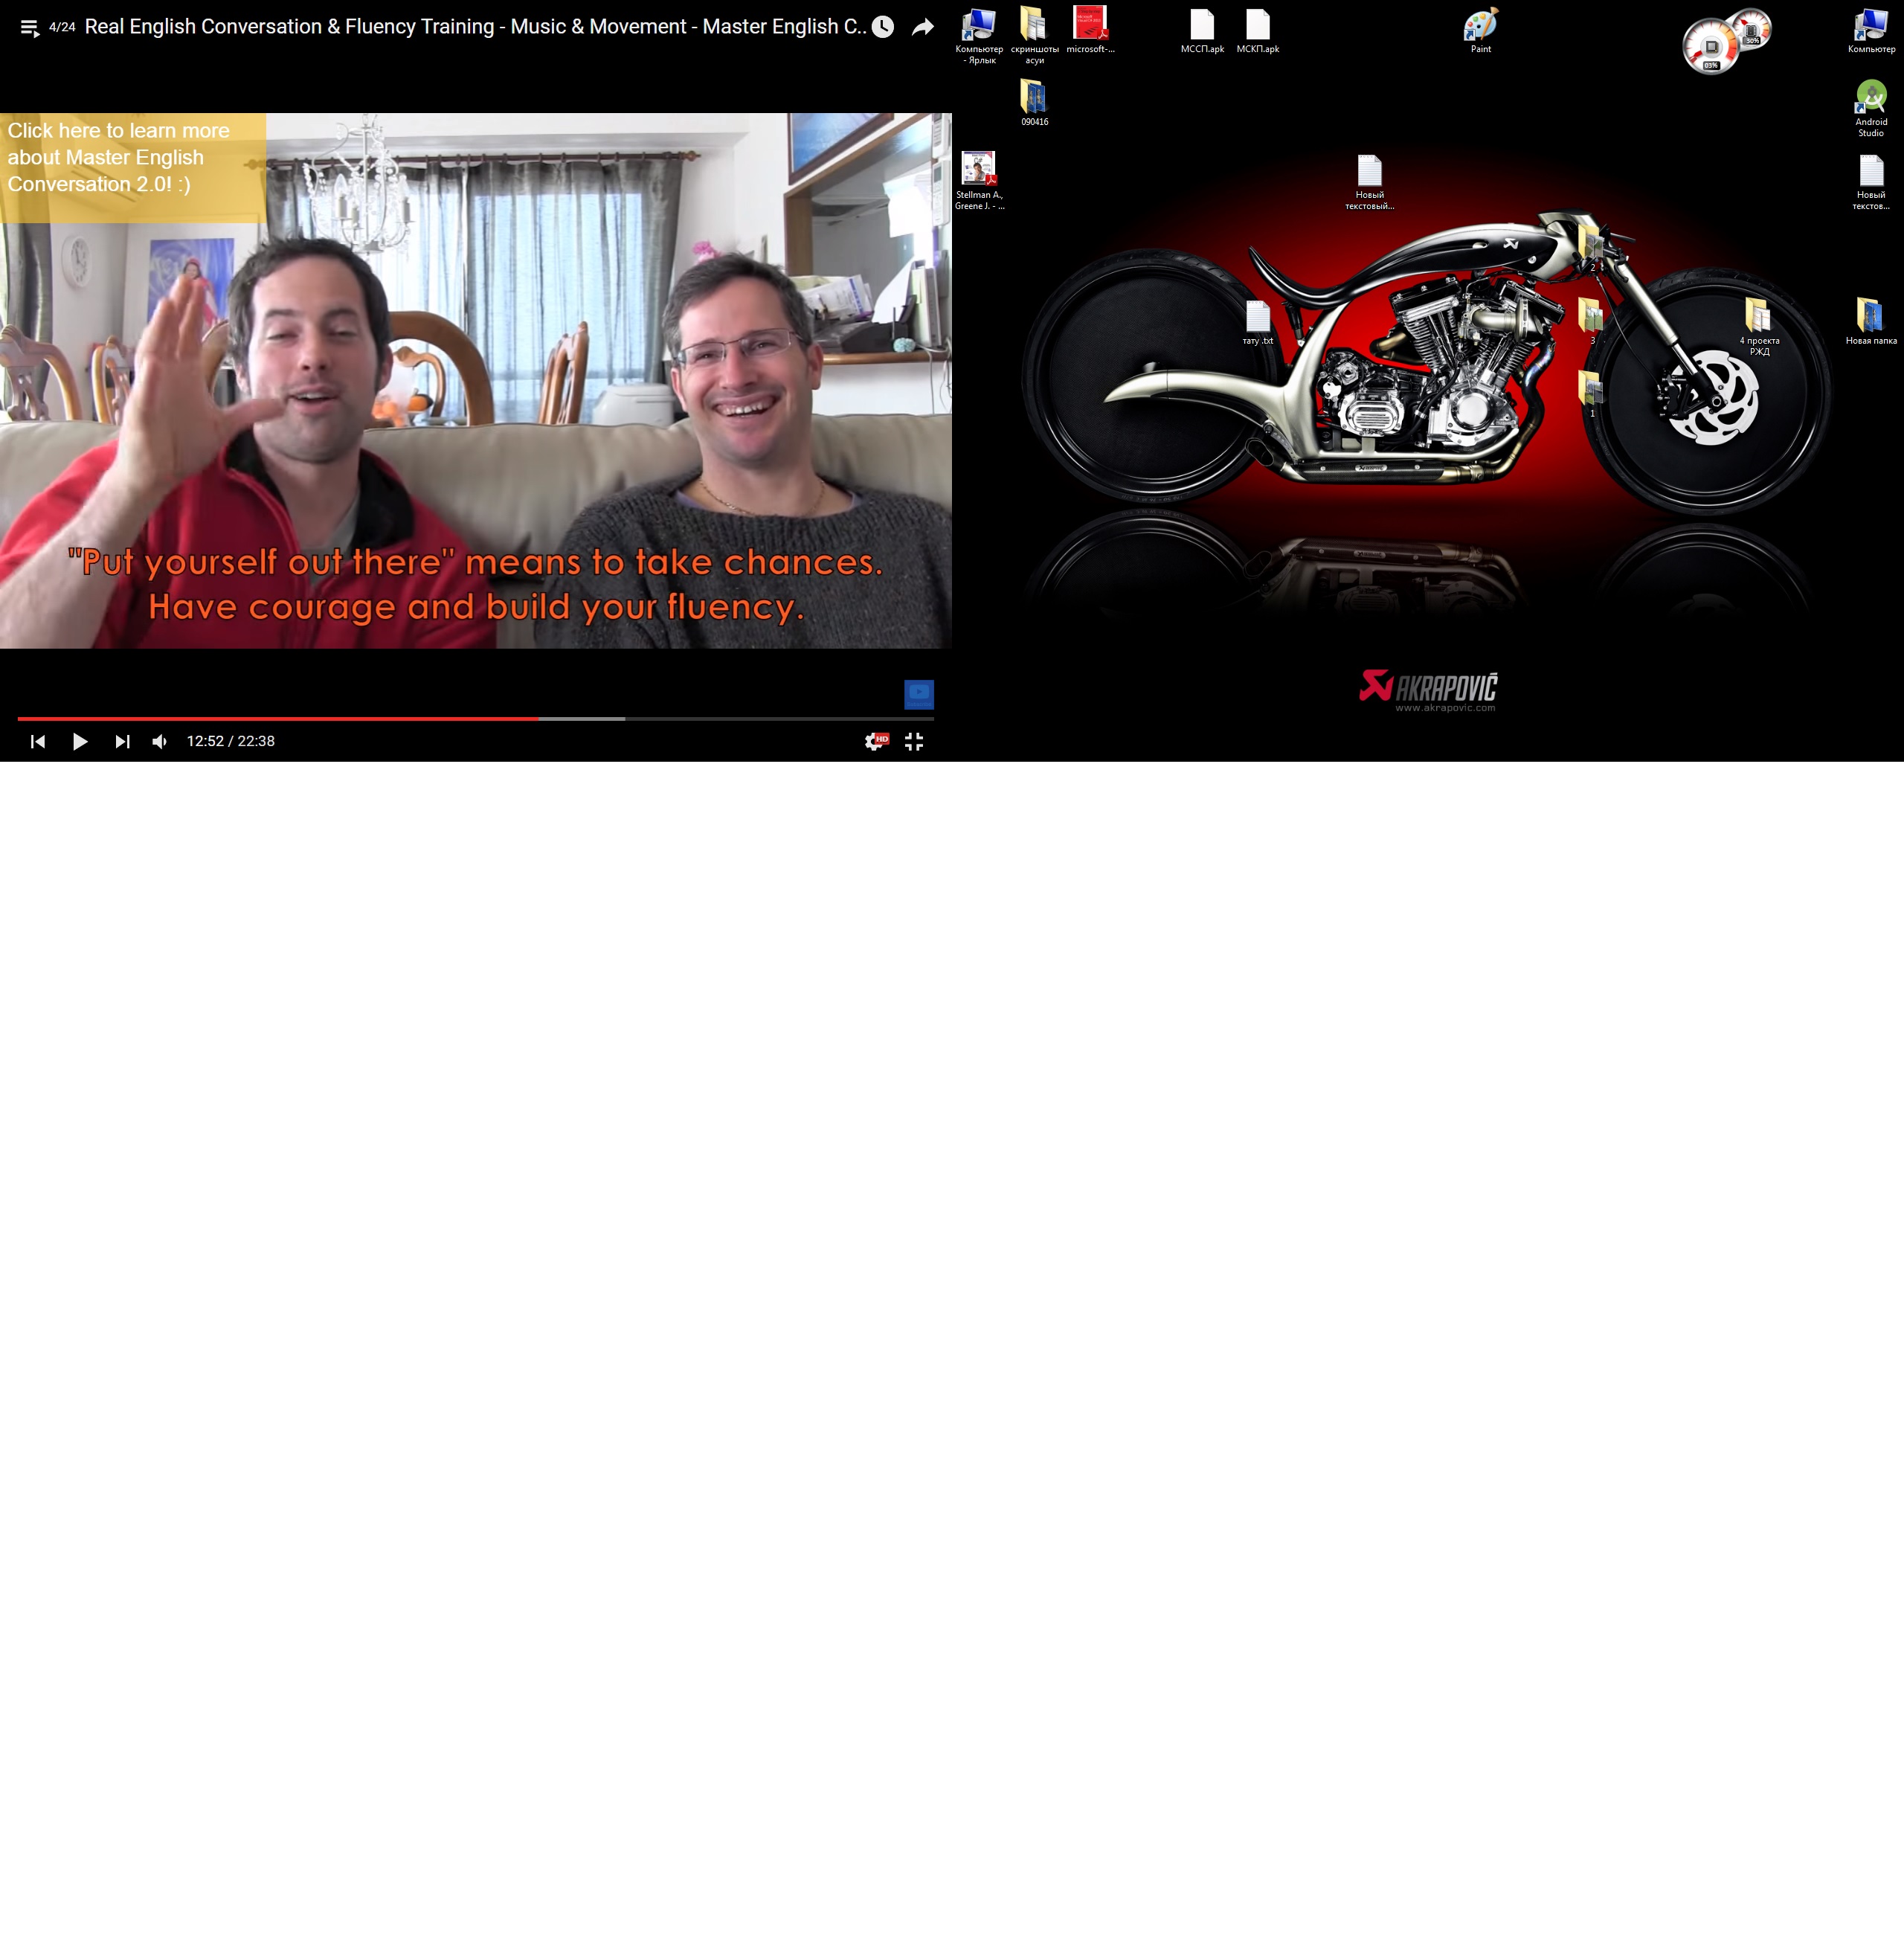 4/24 Real English Conversation & Fluency Training - Music & Movement - Master English C..
Click here to learn more
about Master English
Conversation 2.0! :)
"Put yourself out there" means to take chances.
Have courage and build your fluency.
12:52 / 22:38
HD
Компьютер
- Ярлык
скриншоты
асуи
microsoft-...
МССП.apk
МСКП.apk
Paint
03%
30%
Компьютер
090416
Android
Studio
Stellman A.,
Greene J. - ...
Новый
текстовый...
Новый
текстов...
2
тату .txt
3
4 проекта
РЖД
Новая папка
1
AKRAPOVIČ
www.akrapovic.com